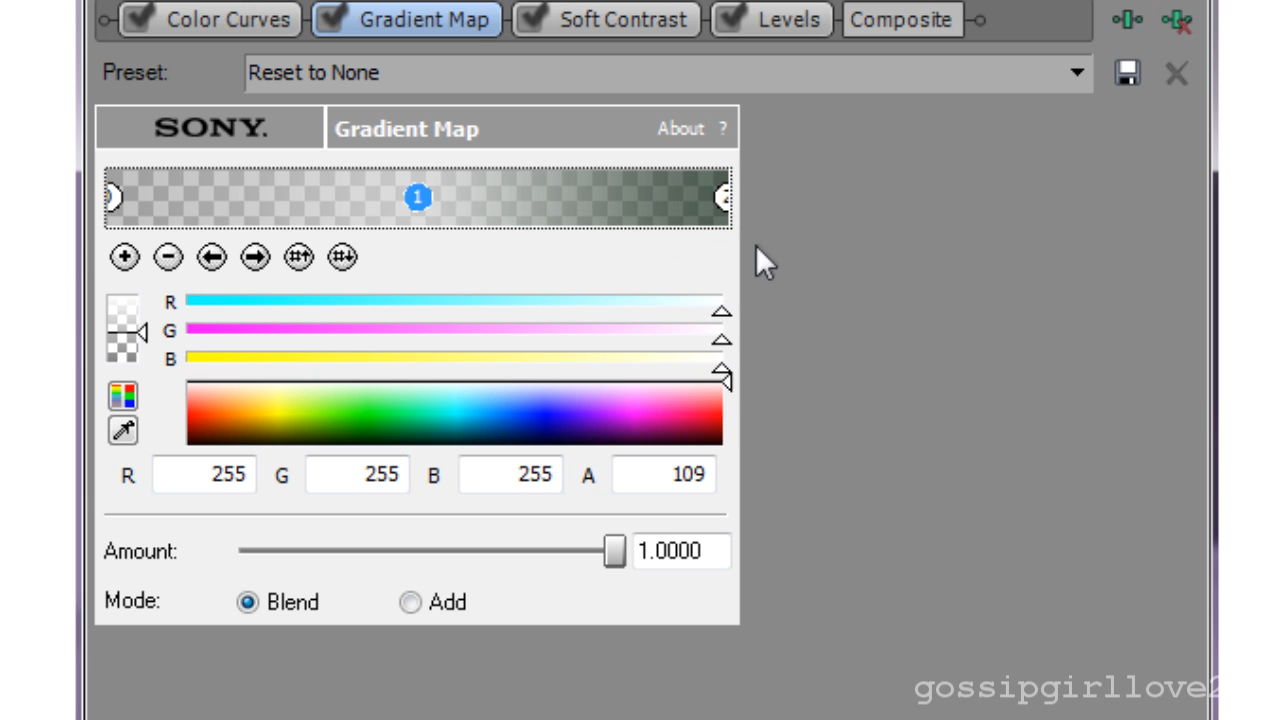 Color Curves Gradient Map Soft Contrast Levels Composite
Preset: Reset to None
SONY. Gradient Map About ?
1
R
G
B
R 255 G 255 B 255 A 109
Amount: 1.0000
Mode: Blend Add
gossipgirllove2